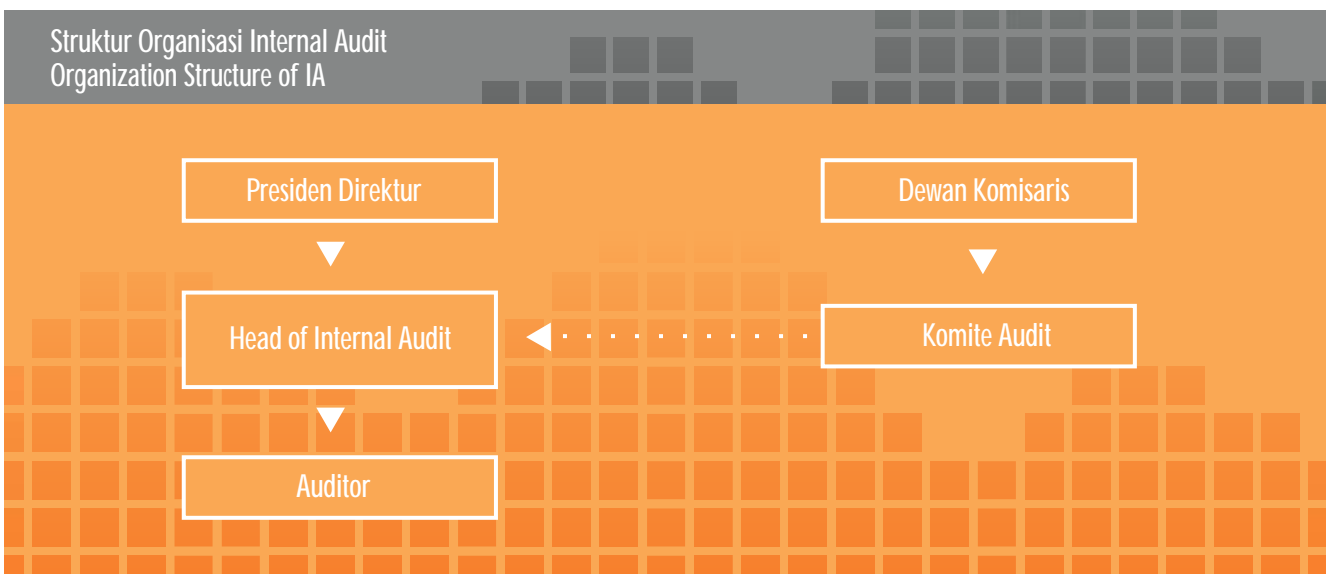 Struktur Organisasi Internal Audit
Organization Structure of IA
Presiden Direktur
Dewan Komisaris
Head of Internal Audit
Komite Audit
Auditor